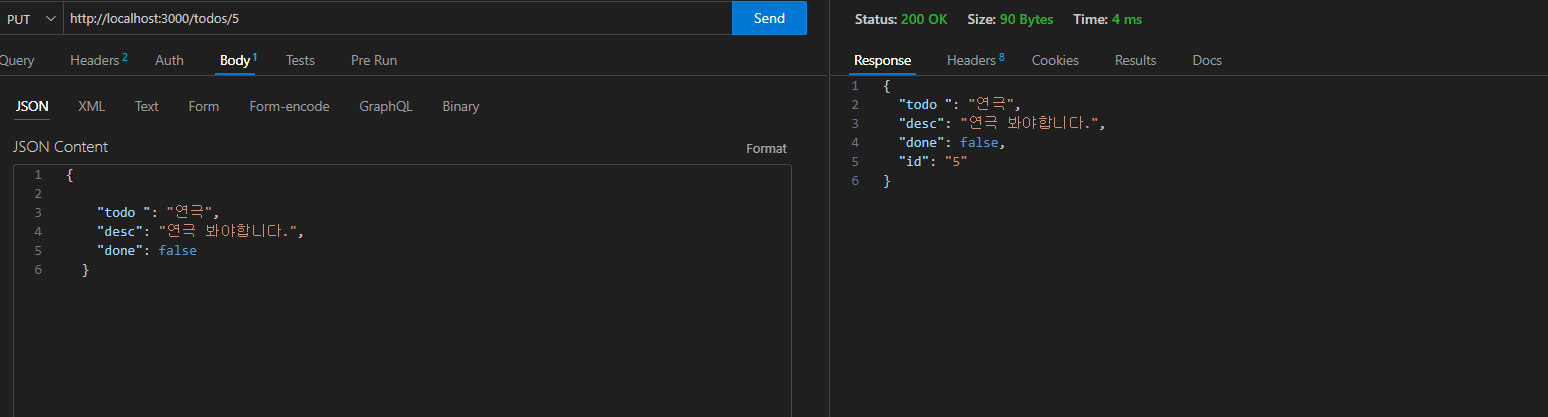 PUT http://localhost:3000/todos/5 Send
Query Headers 2 Auth Body 1 Tests Pre Run
JSON XML Text Form Form-encode GraphQL Binary
JSON Content Format
1 {
2
3 "todo ": "연극",
4 "desc": "연극 봐야합니다.",
5 "done": false
6 }
Status: 200 OK Size: 90 Bytes Time: 4 ms
Response Headers 8 Cookies Results Docs
1 {
2 "todo ": "연극",
3 "desc": "연극 봐야합니다.",
4 "done": false,
5 "id": "5"
6 }